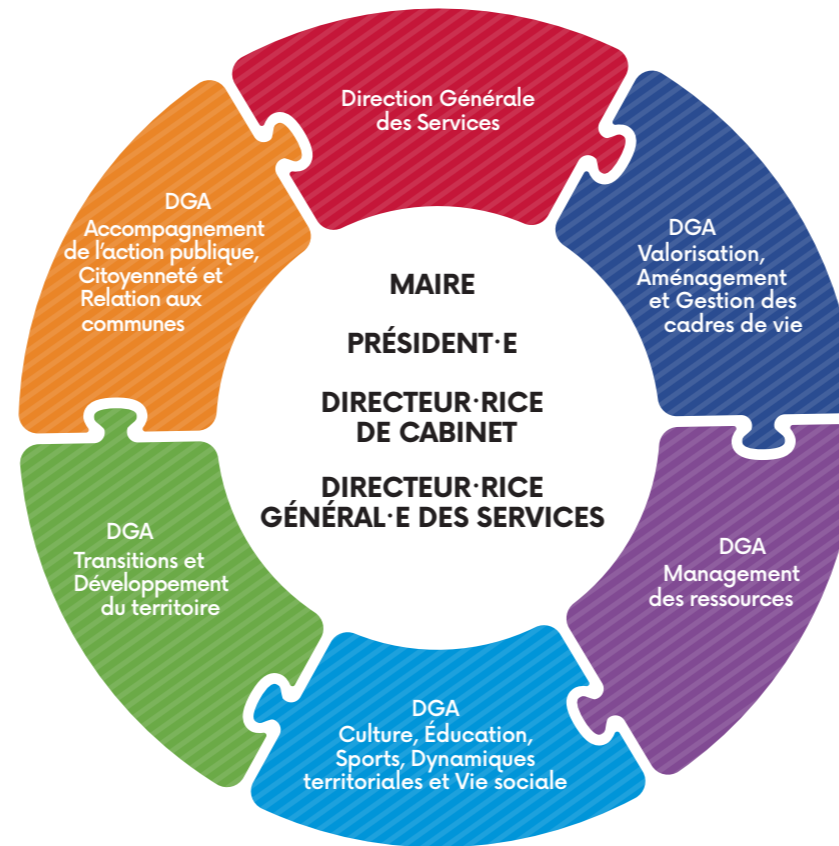 Direction Générale
des Services
DGA
Valorisation,
Aménagement
et Gestion des
cadres de vie
DGA
Management
des ressources
DGA
Culture, Éducation,
Sports, Dynamiques
territoriales et Vie sociale
DGA
Transitions et
Développement
du territoire
DGA
Accompagnement
de l'action publique,
Citoyenneté et
Relation aux
communes
MAIRE
PRÉSIDENT·E
DIRECTEUR·RICE
DE CABINET
DIRECTEUR·RICE
GÉNÉRAL·E DES SERVICES